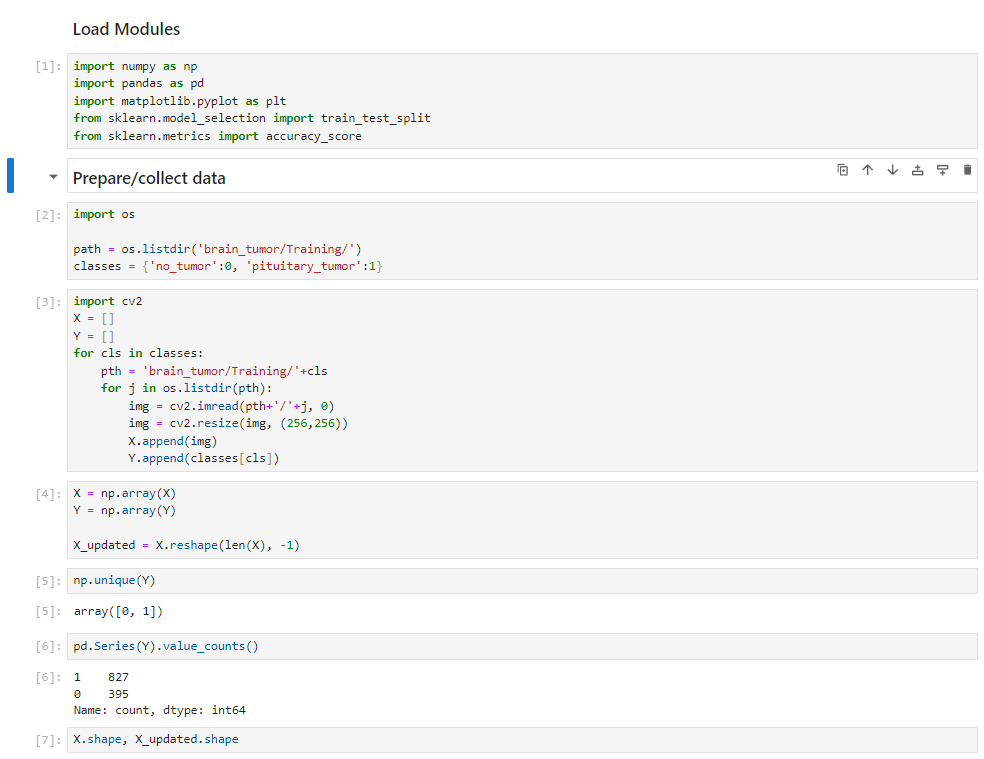 Load Modules
[1]: import numpy as np
import pandas as pd
import matplotlib.pyplot as plt
from sklearn.model_selection import train_test_split
from sklearn.metrics import accuracy_score
Prepare/collect data
[2]: import os
path = os.listdir('brain_tumor/Training/')
classes = {'no_tumor':0, 'pituitary_tumor':1}
[3]: import cv2
X = []
Y = []
for cls in classes:
    pth = 'brain_tumor/Training/'+cls
    for j in os.listdir(pth):
        img = cv2.imread(pth+'/'+j, 0)
        img = cv2.resize(img, (256,256))
        X.append(img)
        Y.append(classes[cls])
[4]: X = np.array(X)
Y = np.array(Y)
X_updated = X.reshape(len(X), -1)
[5]: np.unique(Y)
[5]: array([0, 1])
[6]: pd.Series(Y).value_counts()
[6]: 1    827
0    395
Name: count, dtype: int64
[7]: X.shape, X_updated.shape